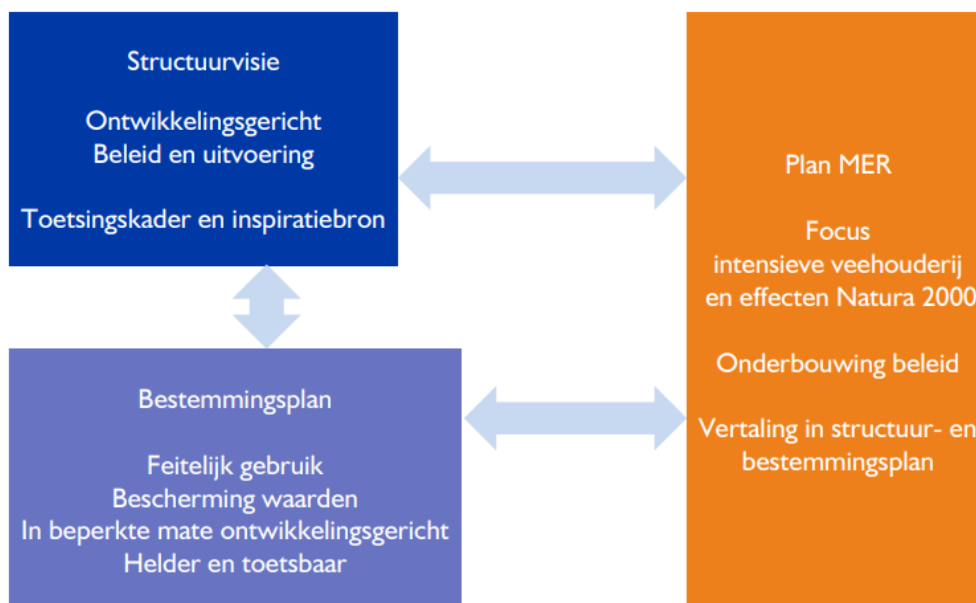 Structuurvisie
Ontwikkelingsgericht
Beleid en uitvoering
Toetsingskader en inspiratiebron
Bestemmingsplan
Feitelijk gebruik
Bescherming waarden
In beperkte mate ontwikkelingsgericht
Helder en toetsbaar
Plan MER
Focus
intensieve veehouderij
en effecten Natura 2000
Onderbouwing beleid
Vertaling in structuur- en
bestemmingsplan